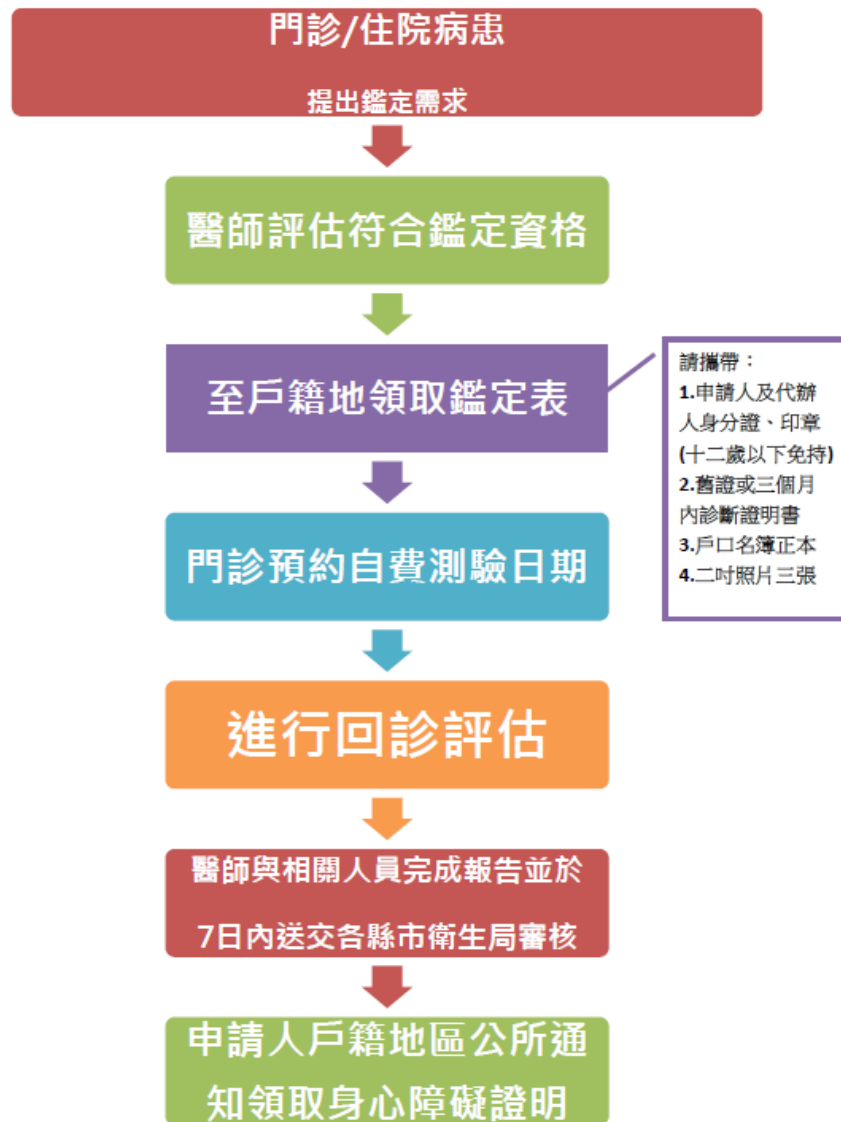 門診/住院病患
提出鑑定需求
醫師評估符合鑑定資格
至戶籍地領取鑑定表
請攜帶：
1.申請人及代辦
人身分證、印章
(十二歲以下免持)
2.舊證或三個月
內診斷證明書
3.戶口名簿正本
4.二吋照片三張
門診預約自費測驗日期
進行回診評估
醫師與相關人員完成報告並於
7日內送交各縣市衛生局審核
申請人戶籍地區公所通
知領取身心障礙證明